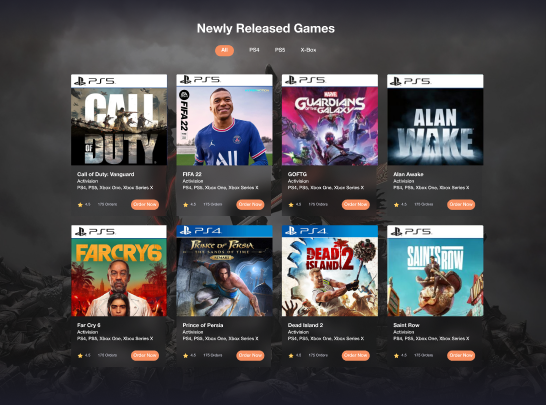 Newly Released Games
All PS4 PS5 X-Box
PS5 PS5 PS5 PS5
CALL OF DUTY
EA SPORTS FIFA 22
MARVEL
GUARDIANS
OF THE GALAXY
ALAN
WAKE
Call of Duty: Vanguard
Activision
PS4, PS5, Xbox One, Xbox Series X
4.5 175 Orders Order Now
FIFA 22
Activision
PS4, PS5, Xbox One, Xbox Series X
4.5 175 Orders Order Now
GOFTG
Activision
PS4, PS5, Xbox One, Xbox Series X
4.5 175 Orders Order Now
Alan Awake
Activision
PS4, PS5, Xbox One, Xbox Series X
4.5 175 Orders Order Now
PS5 PS4 PS4 PS5
FARCRY6
PRINCE OF PERSIA
THE SANDS OF TIME
REMAKE
DEAD
ISLAND 2
SAINTS
ROW
Far Cry 6
Activision
PS4, PS5, Xbox One, Xbox Series X
4.5 175 Orders Order Now
Prince of Persia
Activision
PS4, PS5, Xbox One, Xbox Series X
4.5 175 Orders Order Now
Dead Island 2
Activision
PS4, PS5, Xbox One, Xbox Series X
4.5 175 Orders Order Now
Saint Row
Activision
PS4, PS5, Xbox One, Xbox Series X
4.5 175 Orders Order Now